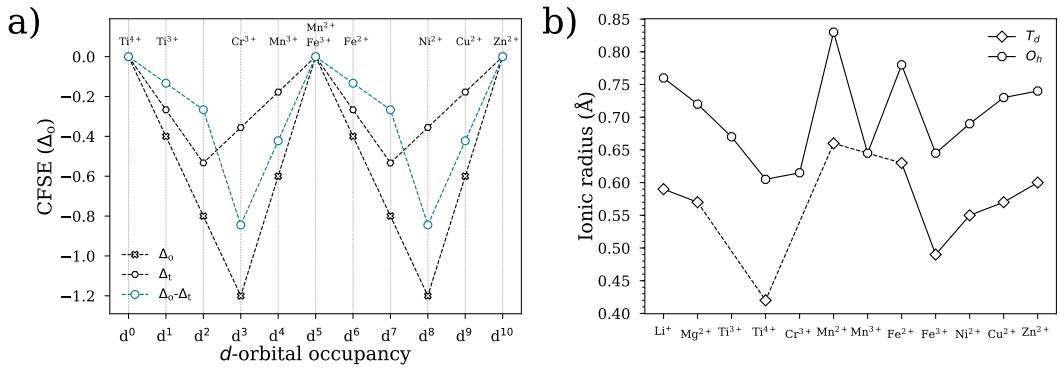 a)
Mn²⁺
Ti⁴⁺ Ti³⁺ Cr³⁺ Mn³⁺ Fe³⁺ Fe²⁺ Ni²⁺ Cu²⁺ Zn²⁺
0.0
−0.2
−0.4
−0.6
−0.8
−1.0
−1.2
CFSE (Δₒ)
Δₒ
Δₜ
Δₒ-Δₜ
d⁰ d¹ d² d³ d⁴ d⁵ d⁶ d⁷ d⁸ d⁹ d¹⁰
d-orbital occupancy
b)
0.85
0.80
0.75
0.70
0.65
0.60
0.55
0.50
0.45
0.40
Ionic radius (Å)
T_d
O_h
Li⁺ Mg²⁺ Ti³⁺ Ti⁴⁺ Cr³⁺ Mn²⁺ Mn³⁺ Fe²⁺ Fe³⁺ Ni²⁺ Cu²⁺ Zn²⁺